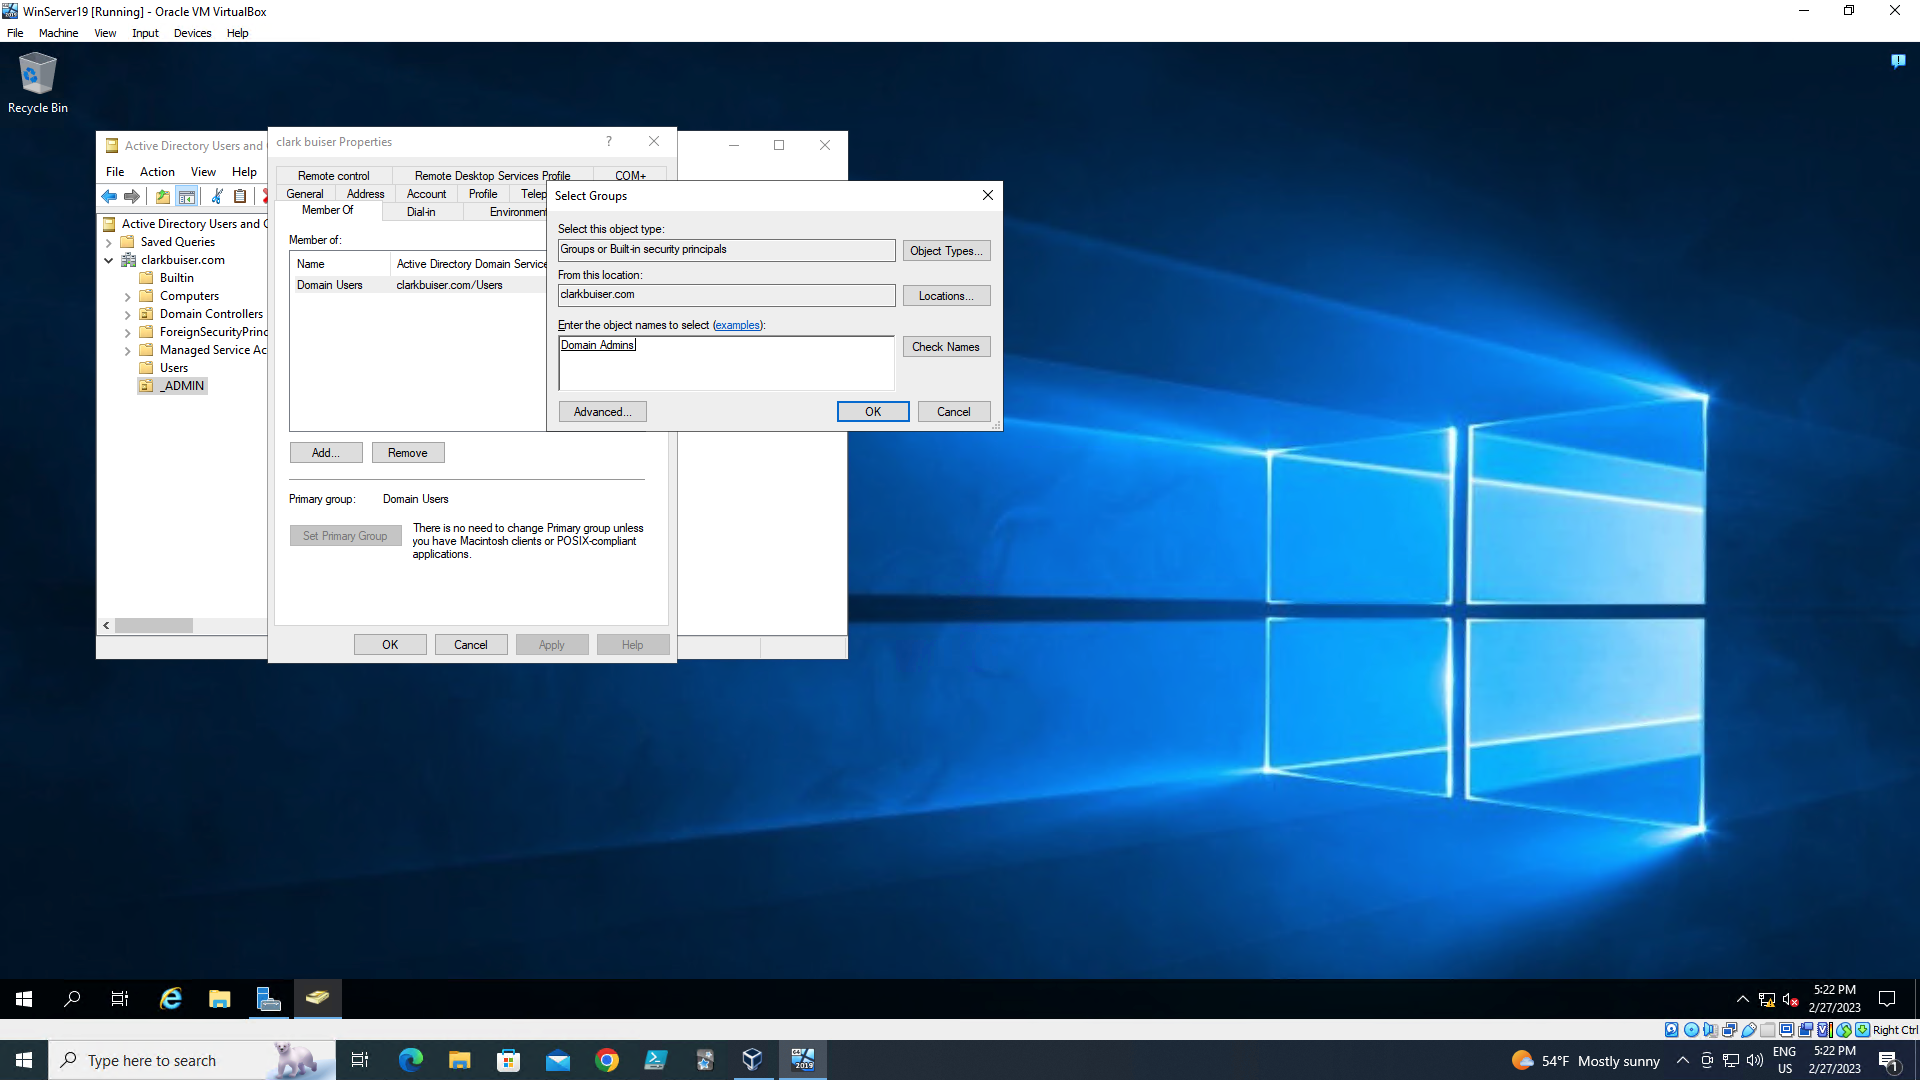 WinServer19 [Running] - Oracle VM VirtualBox
File Machine View Input Devices Help
Recycle Bin
Active Directory Users and
File Action View Help
Active Directory Users and C
Saved Queries
clarkbuiser.com
Builtin
Computers
Domain Controllers
ForeignSecurityPrinc
Managed Service Ac
Users
_ADMIN
clark buiser Properties ?
Remote control Remote Desktop Services Profile COM+
General Address Account Profile Telep
Member Of Dial-in Environment
Member of:
Name Active Directory Domain Service
Domain Users clarkbuiser.com/Users
Add... Remove
Primary group: Domain Users
Set Primary Group
There is no need to change Primary group unless
you have Macintosh clients or POSIX-compliant
applications.
OK Cancel Apply Help
Select Groups
Select this object type:
Groups or Built-in security principals Object Types...
From this location:
clarkbuiser.com Locations...
Enter the object names to select (examples):
Domain Admins Check Names
Advanced... OK Cancel
5:22 PM
2/27/2023
Right Ctrl
Type here to search
2019
54°F Mostly sunny
ENG
US
5:22 PM
2/27/2023
1